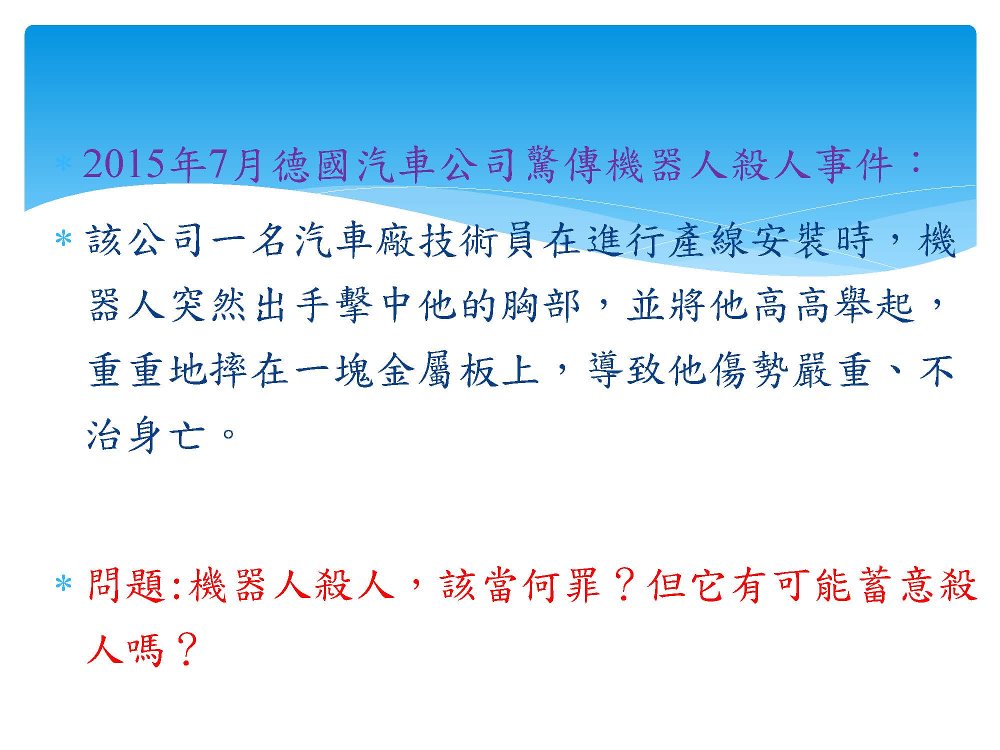 * 2015年7月德國汽車公司驚傳機器人殺人事件：
* 該公司一名汽車廠技術員在進行產線安裝時，機
器人突然出手擊中他的胸部，並將他高高舉起，
重重地摔在一塊金屬板上，導致他傷勢嚴重、不
治身亡。
* 問題:機器人殺人，該當何罪？但它有可能蓄意殺
人嗎？